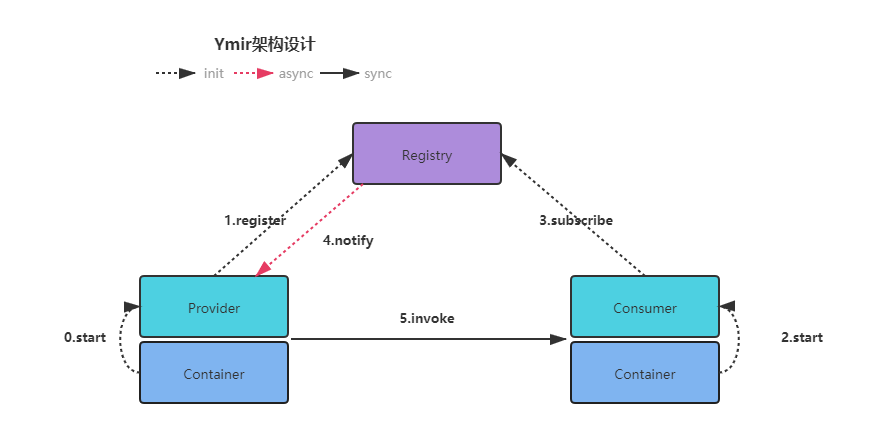 Ymir架构设计
init async sync
Registry
1.register
3.subscribe
4.notify
Provider
Consumer
5.invoke
0.start
2.start
Container
Container